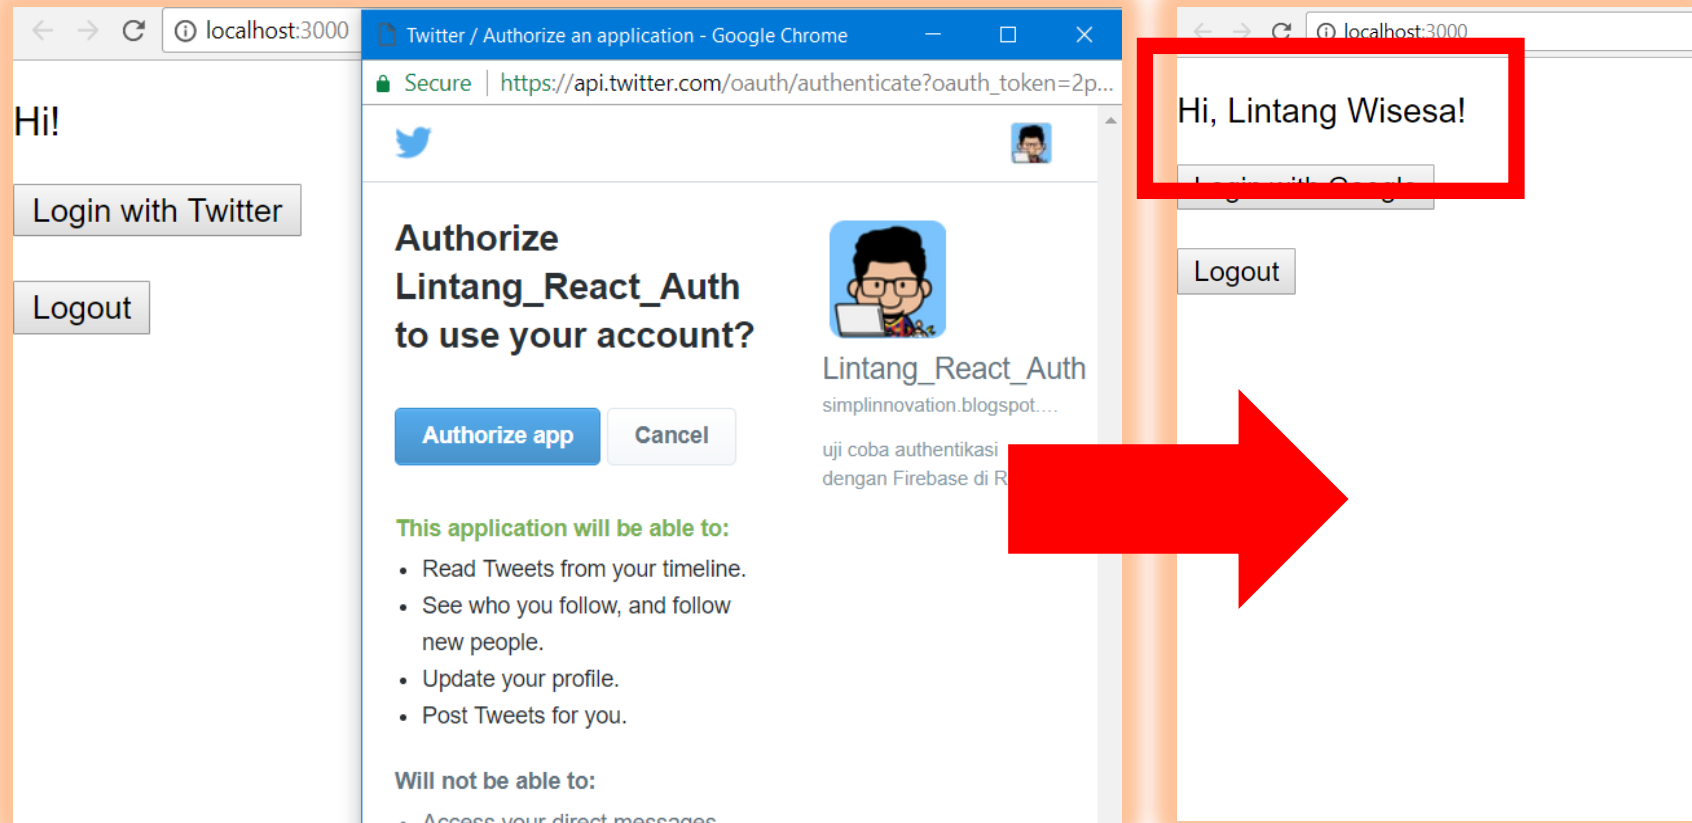 localhost:3000
Hi!
Login with Twitter
Logout
Twitter / Authorize an application - Google Chrome
Secure
https://api.twitter.com/oauth/authenticate?oauth_token=2p...
Authorize
Lintang_React_Auth
to use your account?
Authorize app
Cancel
Lintang_React_Auth
simplinnovation.blogspot....
uji coba authentikasi
dengan Firebase di R
This application will be able to:
• Read Tweets from your timeline.
• See who you follow, and follow
new people.
• Update your profile.
• Post Tweets for you.
Will not be able to:
• Access your direct messages
localhost:3000
Hi, Lintang Wisesa!
Login with Google
Logout